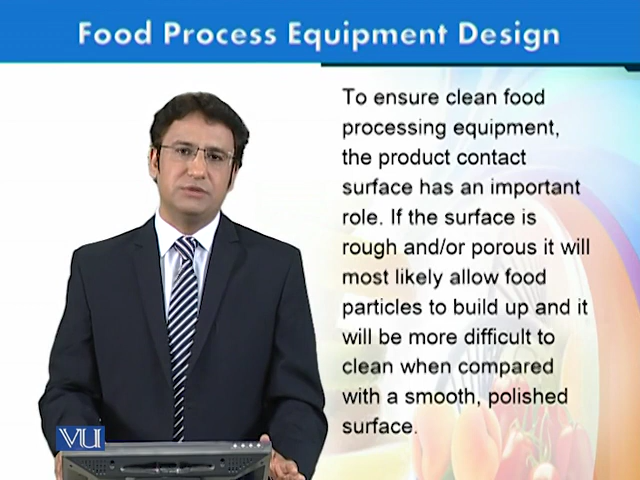 Food Process Equipment Design
To ensure clean food
processing equipment,
the product contact
surface has an important
role. If the surface is
rough and/or porous it will
most likely allow food
particles to build up and it
will be more difficult to
clean when compared
with a smooth, polished
surface.
VU